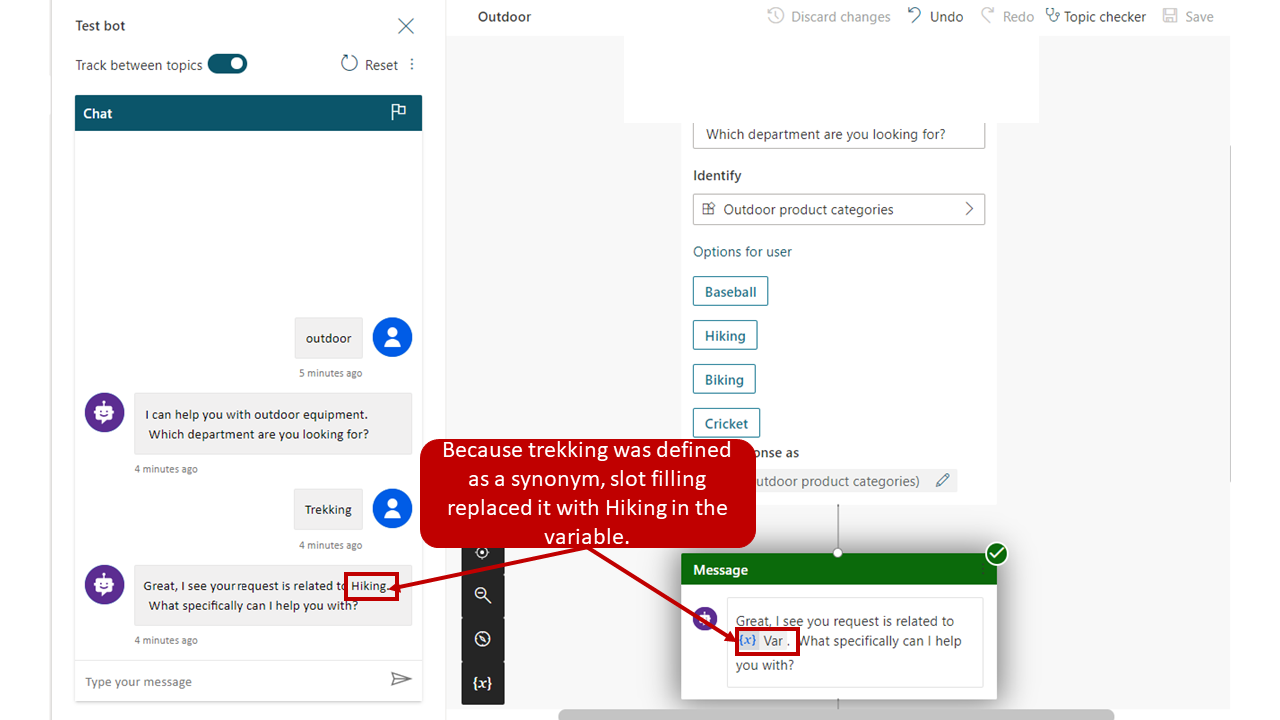 Test bot
Track between topics
Reset
Chat
outdoor
5 minutes ago
I can help you with outdoor equipment.
Which department are you looking for?
4 minutes ago
Trekking
4 minutes ago
Great, I see your request is related to Hiking.
What specifically can I help you with?
4 minutes ago
Type your message
Outdoor
Discard changes
Undo
Redo
Topic checker
Save
Which department are you looking for?
Identify
Outdoor product categories
Options for user
Baseball
Hiking
Biking
Cricket
onse as
utdoor product categories)
Because trekking was defined
as a synonym, slot filling
replaced it with Hiking in the
variable.
{x}
Message
Great, I see you request is related to
{x} Var . What specifically can I help
you with?